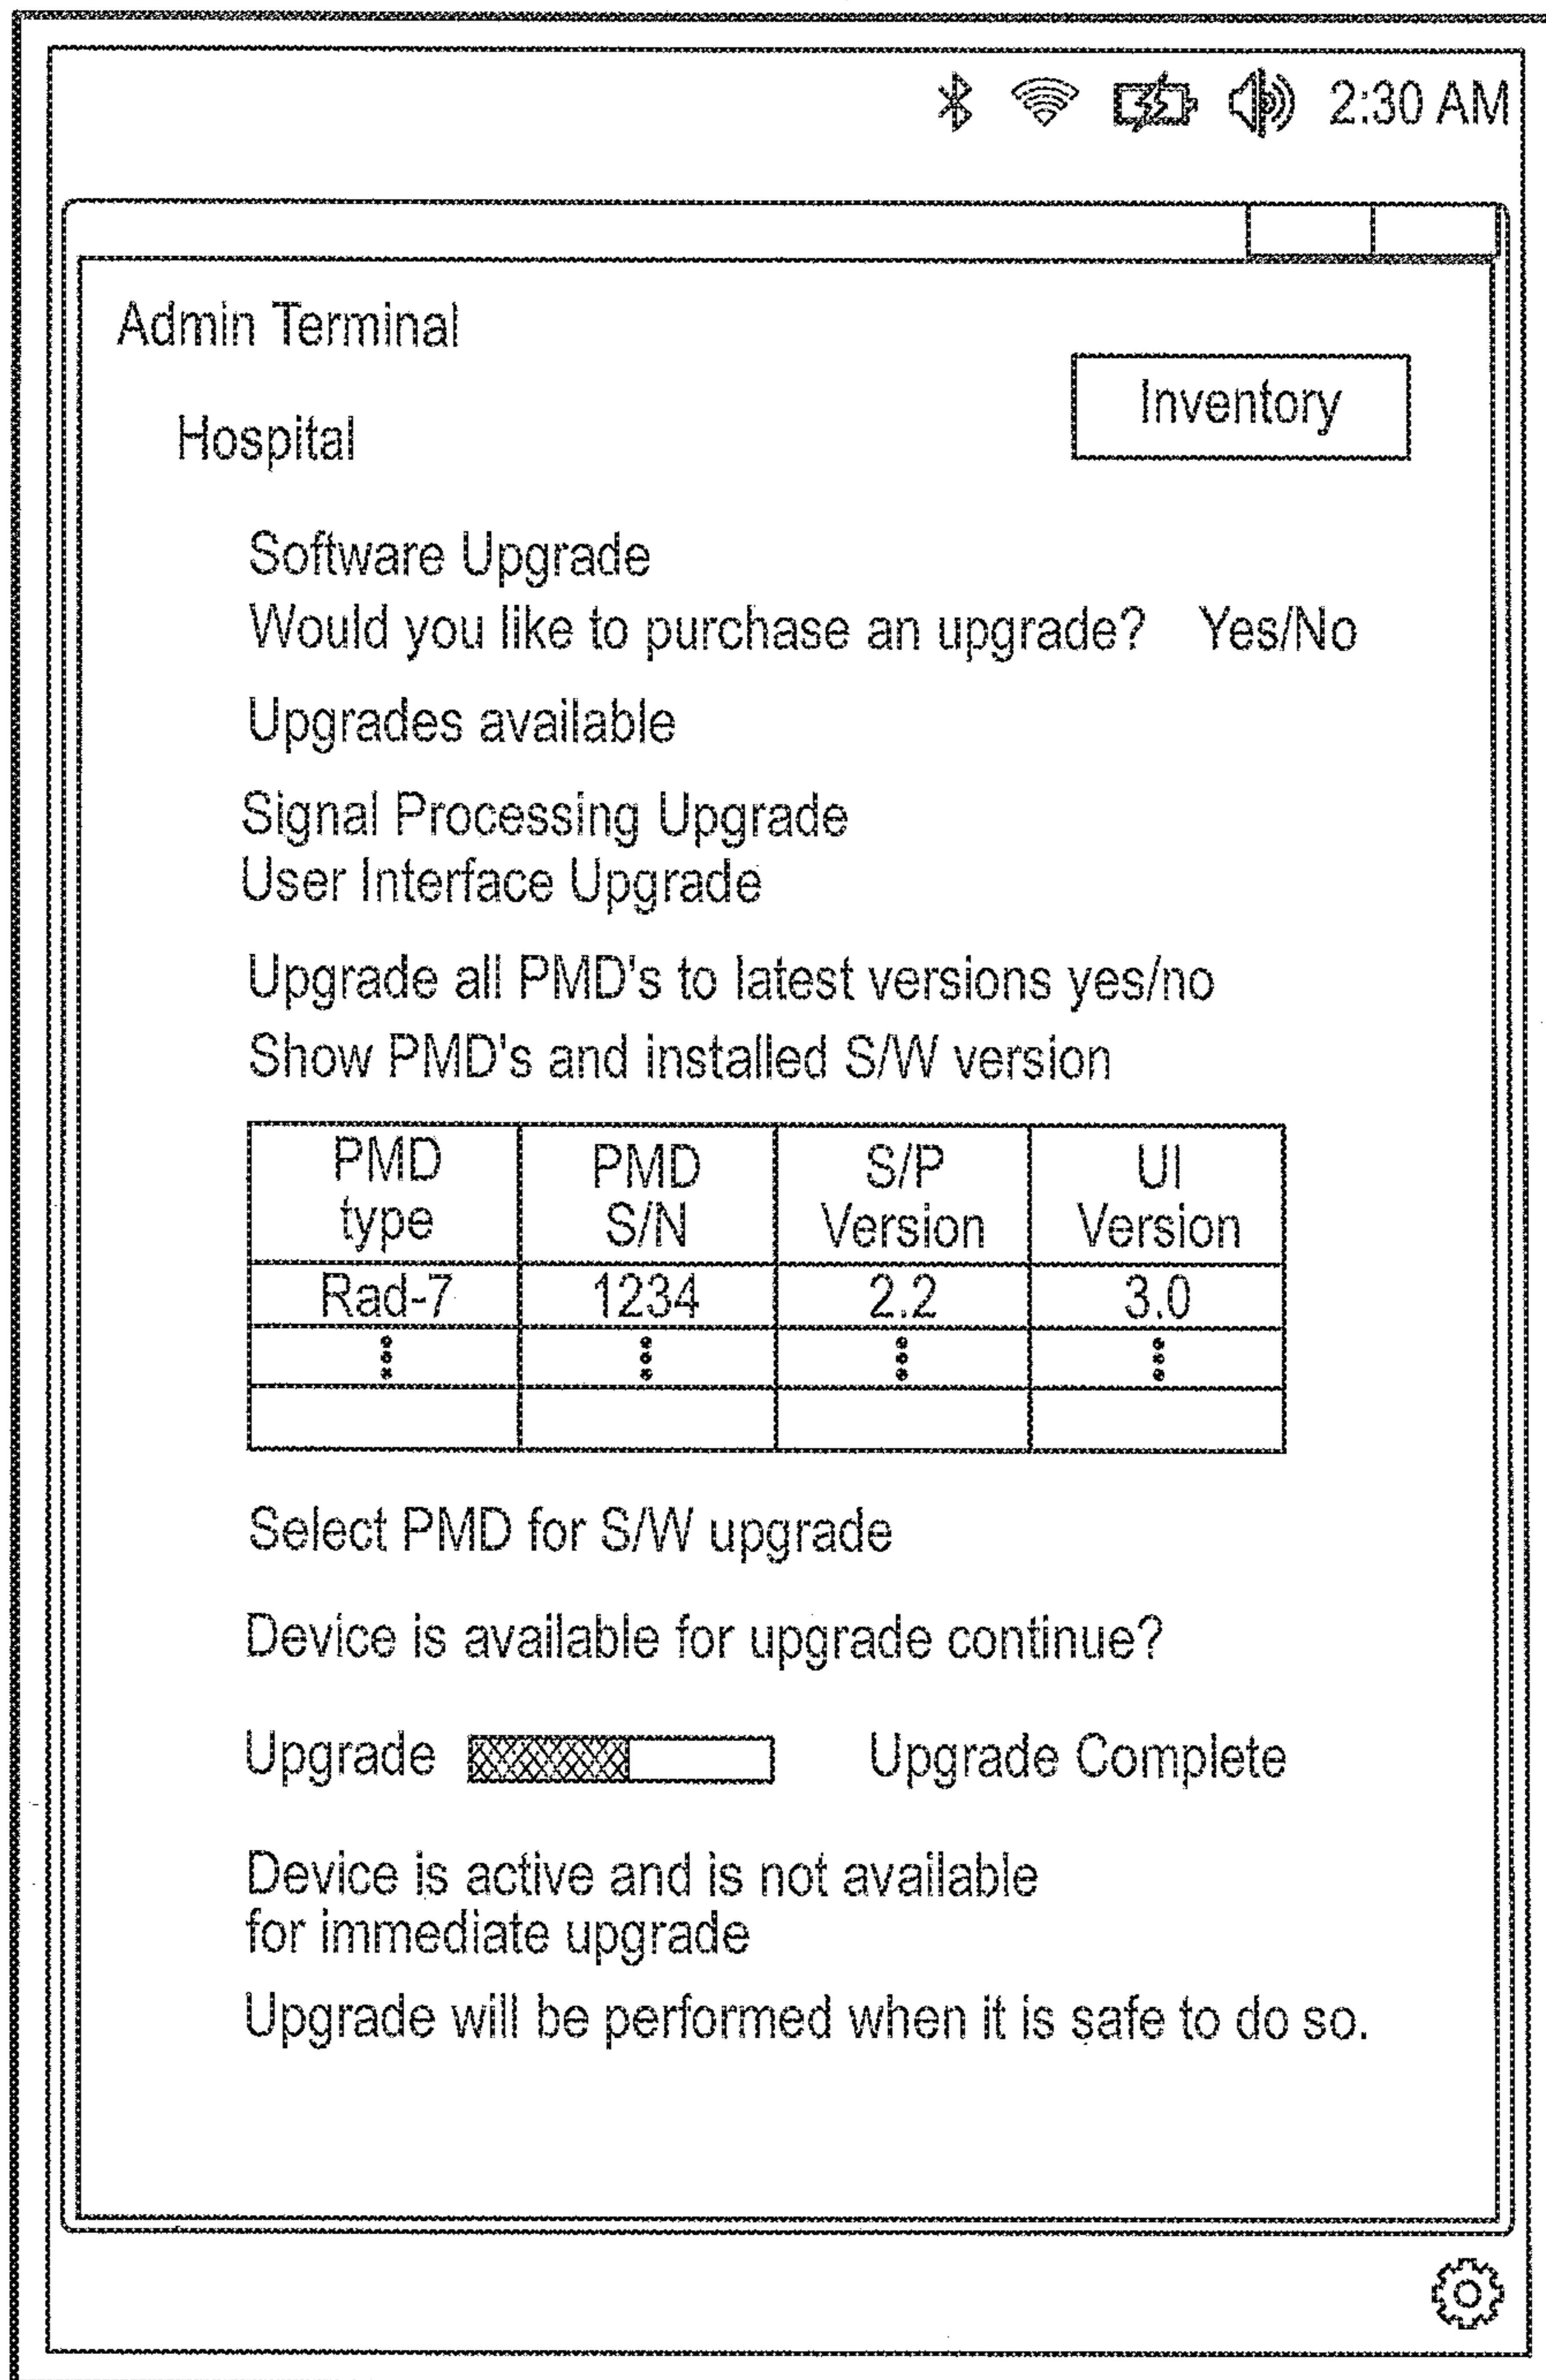 2:30 AM
Admin Terminal
Inventory
Hospital
Software Upgrade
Would you like to purchase an upgrade? Yes/No
Upgrades available
Signal Processing Upgrade
User Interface Upgrade
Upgrade all PMD's to latest versions yes/no
Show PMD's and installed S/W version
PMD type PMD S/N S/P Version UI Version
Rad-7 1234 2.2 3.0
Select PMD for S/W upgrade
Device is available for upgrade continue?
Upgrade Upgrade Complete
Device is active and is not available
for immediate upgrade
Upgrade will be performed when it is safe to do so.